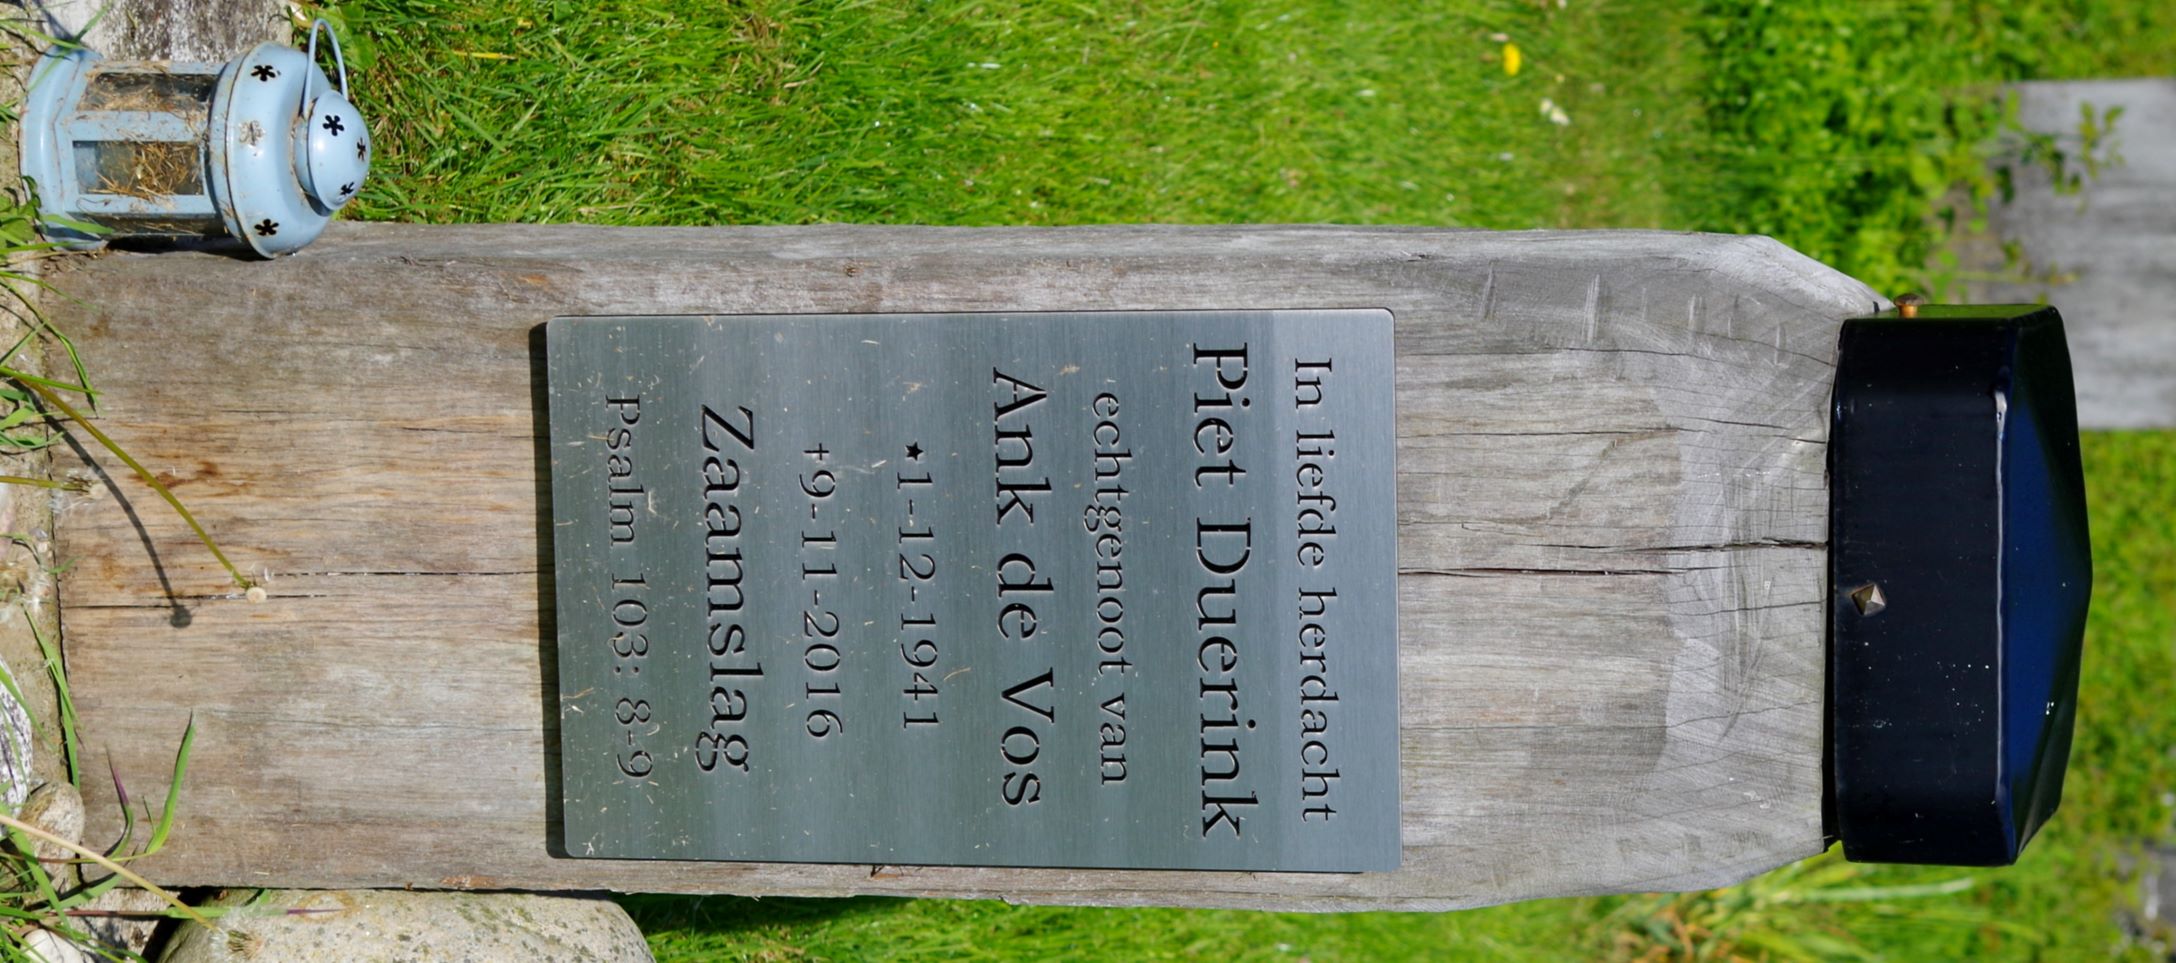 In liefde herdacht
Piet Duerink
echtgenoot van
Ank de Vos
★1-12-1941
†9-11-2016
Zaamslag
Psalm 103: 8-9